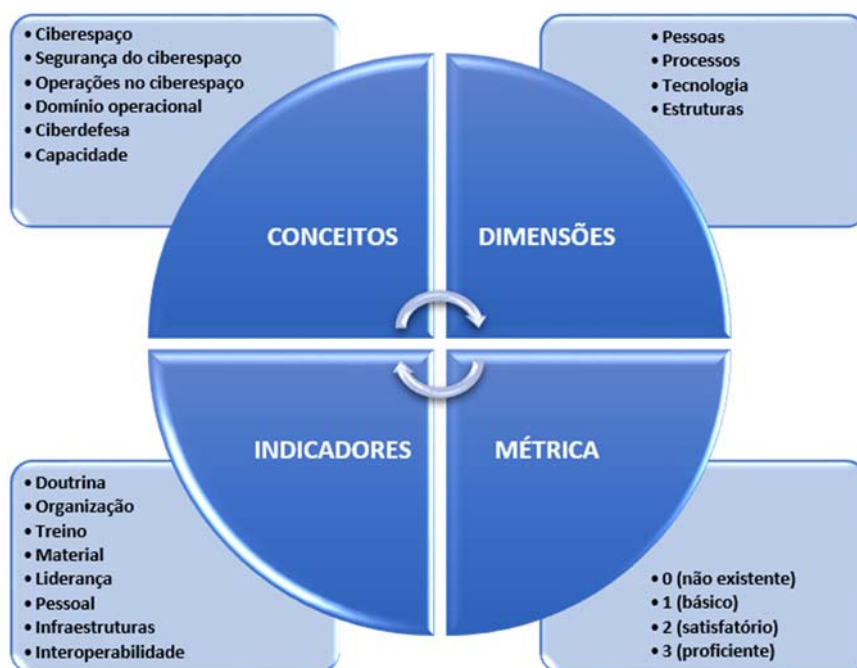 • Ciberespaço
• Segurança do ciberespaço
• Operações no ciberespaço
• Domínio operacional
• Ciberdefesa
• Capacidade
• Pessoas
• Processos
• Tecnologia
• Estruturas
CONCEITOS
DIMENSÕES
INDICADORES
MÉTRICA
• Doutrina
• Organização
• Treino
• Material
• Liderança
• Pessoal
• Infraestruturas
• Interoperabilidade
• 0 (não existente)
• 1 (básico)
• 2 (satisfatório)
• 3 (proficiente)